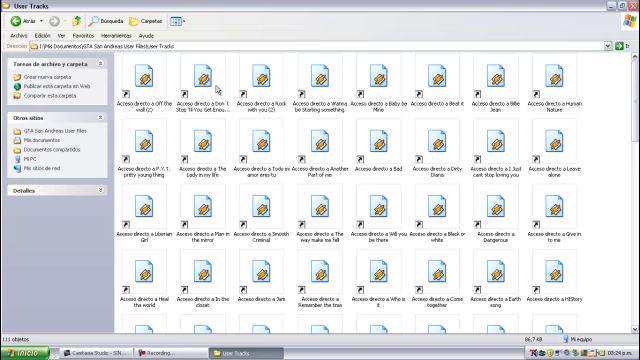 User Tracks
Archivo Edición Ver Favoritos Herramientas Ayuda
Atrás Búsqueda Carpetas
Dirección I:\Mis Documentos\GTA San Andreas User Files\User Tracks Ir
Tareas de archivo y carpeta
Crear nueva carpeta
Publicar esta carpeta en Web
Compartir esta carpeta
Otros sitios
GTA San Andreas User Files
Mis documentos
Documentos compartidos
Mi PC
Mis sitios de red
Detalles
Acceso directo a Off the wall (2)
Acceso directo a Don´t Stop 'Til You Get Enou...
Acceso directo a Rock with you (2)
Acceso directo a Wanna be Starting something
Acceso directo a Baby be Mine
Acceso directo a Beat it
Acceso directo a Billie Jean
Acceso directo a Human Nature
Acceso directo a P.Y.T. pretty young thing
Acceso directo a The Lady in my life
Acceso directo a Todo mi amor eres tu
Acceso directo a Another Part of me
Acceso directo a Bad
Acceso directo a Dirty Diana
Acceso directo a I Just cant stop loving you
Acceso directo a Leave alone
Acceso directo a Liberian Girl
Acceso directo a Man in the mirror
Acceso directo a Smooth Criminal
Acceso directo a The way make me fell
Acceso directo a Will you be there
Acceso directo a Black or white
Acceso directo a Dangerous
Acceso directo a Give in to me
Acceso directo a Heal the world
Acceso directo a In the closet
Acceso directo a Jam
Acceso directo a Remember the time
Acceso directo a Who is it
Acceso directo a Come together
Acceso directo a Earth song
Acceso directo a HIStory
111 objetos 86,7 KB Mi equipo
Inicio Camtasia Studio - SIN... Recording... User Tracks 03:24 p.m.